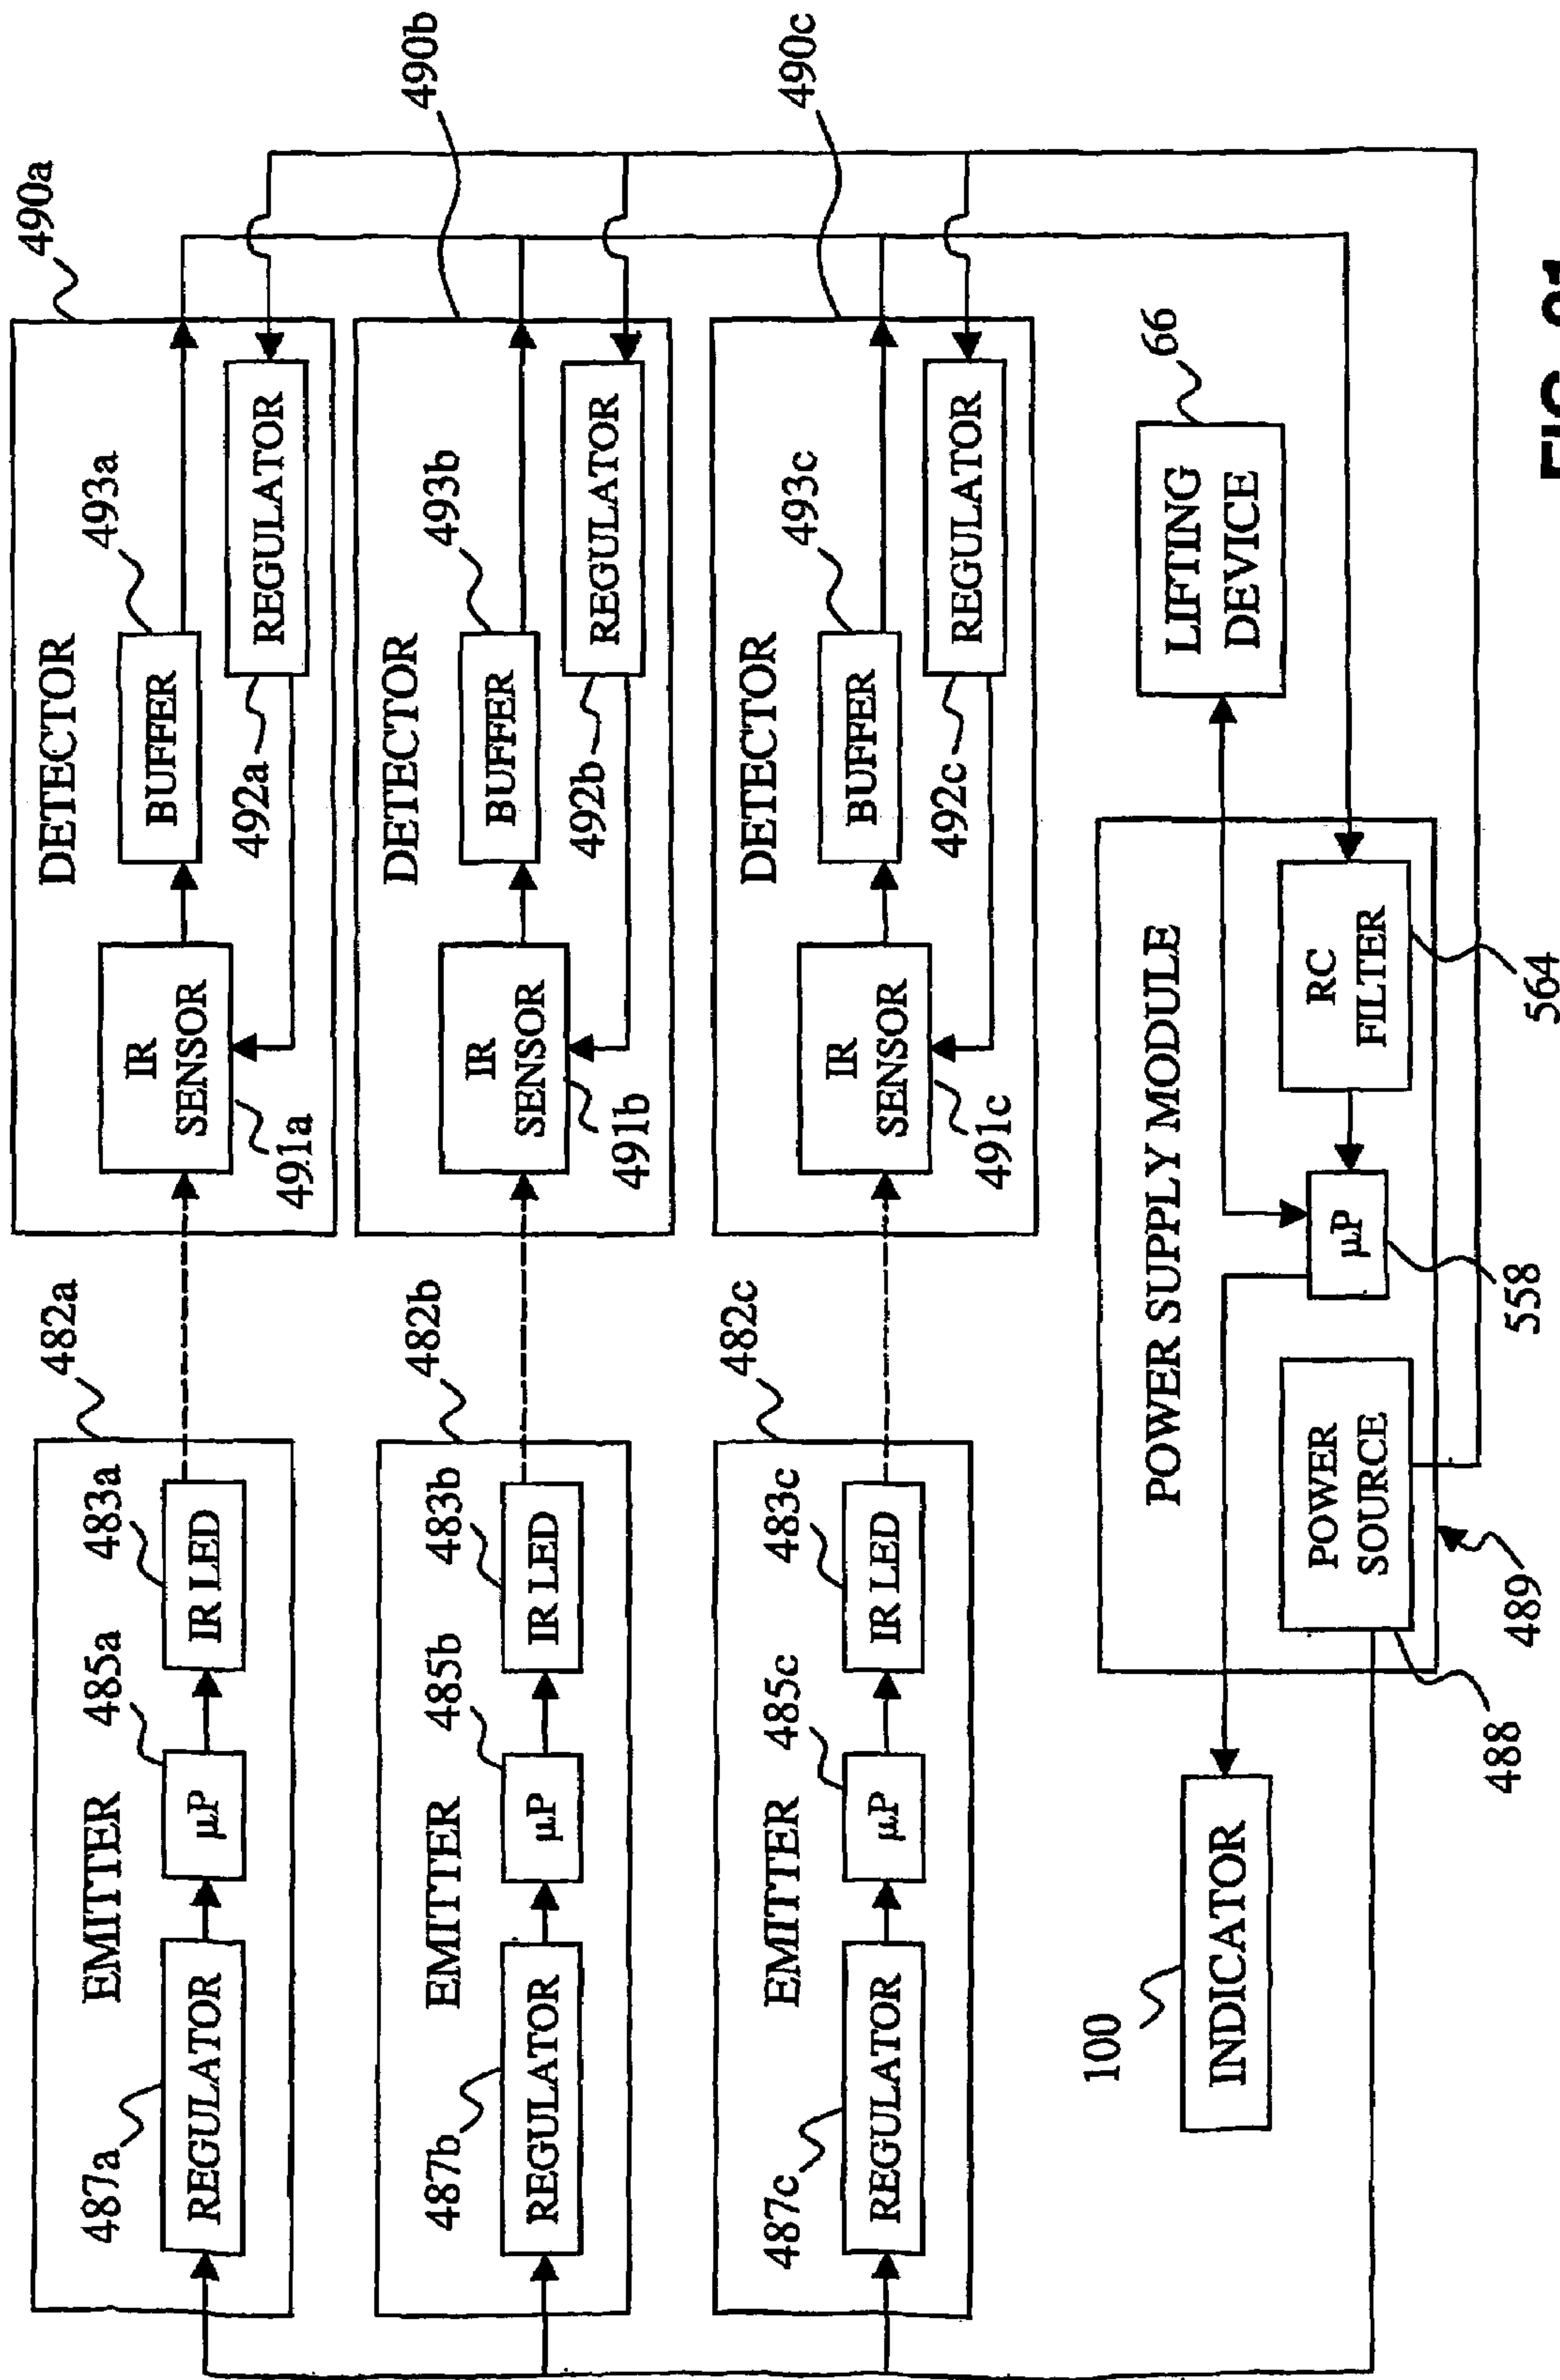 490a
DETECTOR
493a
BUFFER
IR
SENSOR
491a
492a
REGULATOR
482a
EMITTER
487a
REGULATOR
485a
μP
483a
IR LED
490b
DETECTOR
493b
BUFFER
IR
SENSOR
491b
492b
REGULATOR
482b
EMITTER
487b
REGULATOR
485b
μP
483b
IR LED
490c
DETECTOR
493c
BUFFER
IR
SENSOR
491c
492c
REGULATOR
482c
EMITTER
487c
REGULATOR
485c
μP
483c
IR LED
100
INDICATOR
POWER SUPPLY MODULE
POWER
SOURCE
488
489
μP
558
RC
FILTER
564
66
LIFTING
DEVICE
FIG.